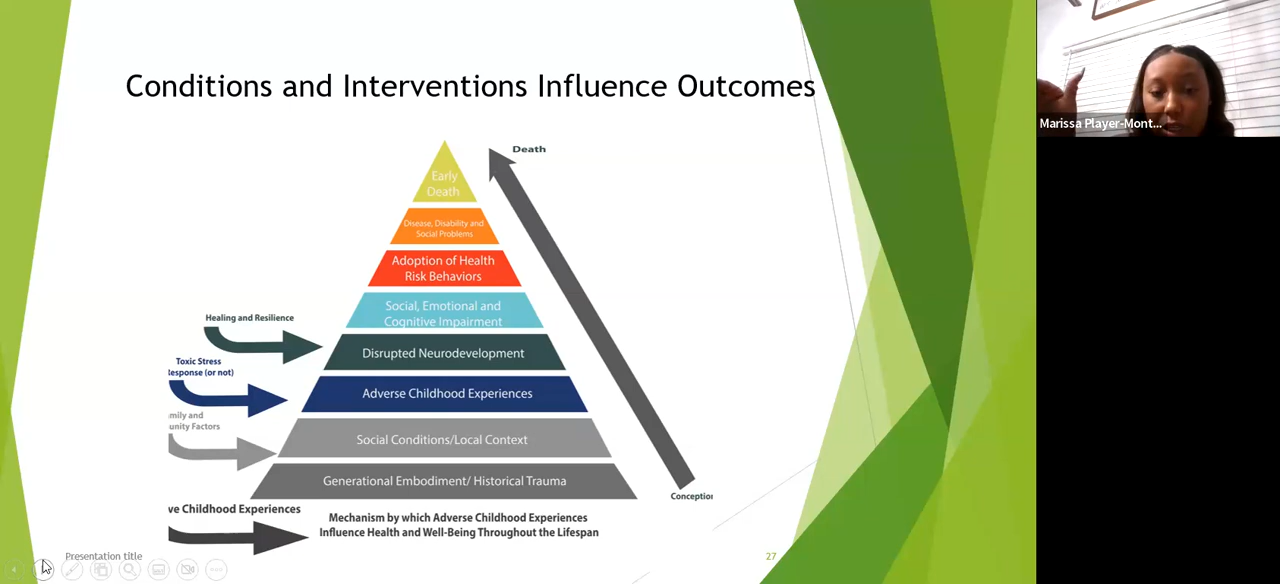 Conditions and Interventions Influence Outcomes
Marissa Player-Mont...
Death
Early
Death
Disease, Disability and
Social Problems
Adoption of Health
Risk Behaviors
Social, Emotional and
Cognitive Impairment
Healing and Resilience
Disrupted Neurodevelopment
Toxic Stress
Response (or not)
Adverse Childhood Experiences
mily and
unity Factors
Social Conditions/Local Context
Generational Embodiment/ Historical Trauma
Conception
ve Childhood Experiences
Mechanism by which Adverse Childhood Experiences
Influence Health and Well-Being Throughout the Lifespan
Presentation title
27